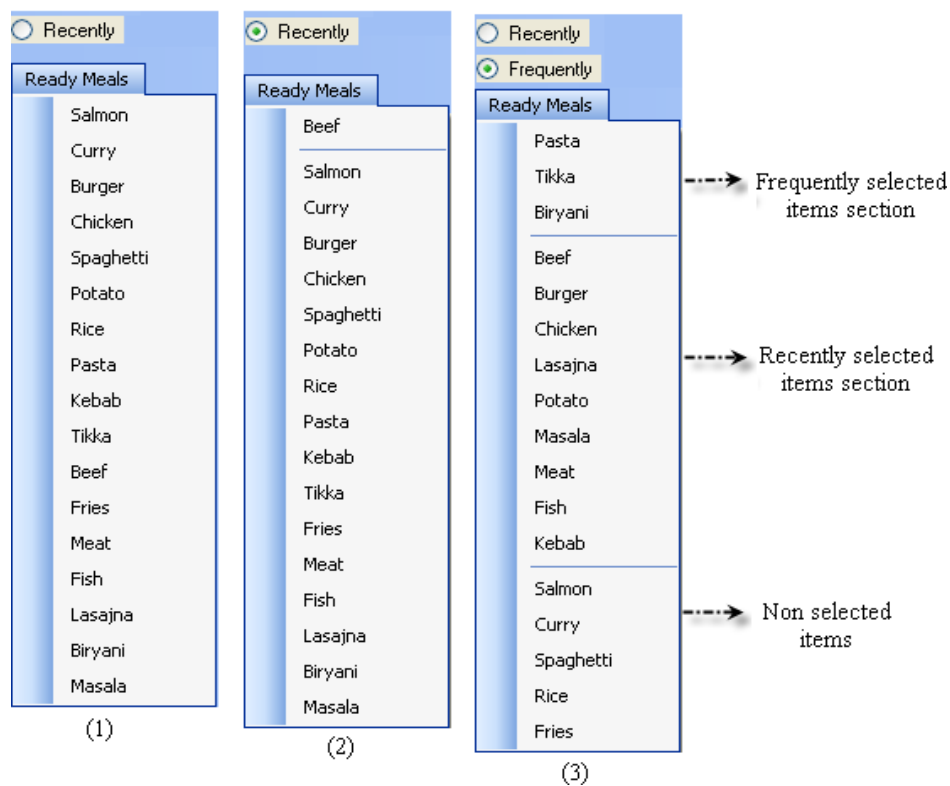 Recently
Ready Meals
Salmon
Curry
Burger
Chicken
Spaghetti
Potato
Rice
Pasta
Kebab
Tikka
Beef
Fries
Meat
Fish
Lasajna
Biryani
Masala
(1)
Recently
Ready Meals
Beef
Salmon
Curry
Burger
Chicken
Spaghetti
Potato
Rice
Pasta
Kebab
Tikka
Fries
Meat
Fish
Lasajna
Biryani
Masala
(2)
Recently
Frequently
Ready Meals
Pasta
Tikka
Biryani
Beef
Burger
Chicken
Lasajna
Potato
Masala
Meat
Fish
Kebab
Salmon
Curry
Spaghetti
Rice
Fries
(3)
Frequently selected
items section
Recently selected
items section
Non selected
items